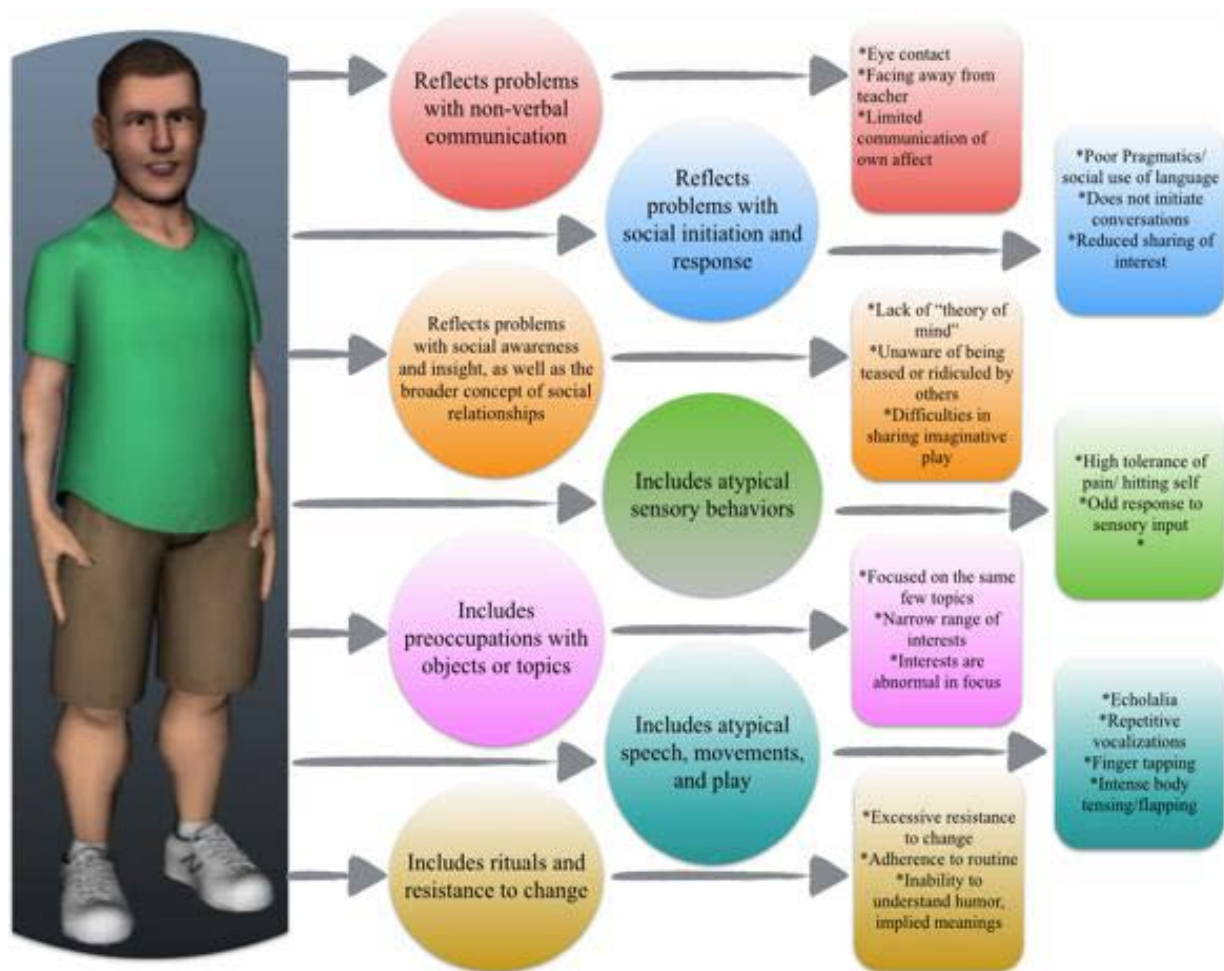 Reflects problems
with non-verbal
communication
*Eye contact
*Facing away from
teacher
*Limited
communication of
own affect
Reflects
problems with
social initiation and
response
*Poor Pragmatics/
social use of language
*Does not initiate
conversations
*Reduced sharing of
interest
Reflects problems
with social awareness
and insight, as well as the
broader concept of social
relationships
*Lack of “theory of
mind”
*Unaware of being
teased or ridiculed by
others
*Difficulties in
sharing imaginative
play
Includes atypical
sensory behaviors
*High tolerance of
pain/ hitting self
*Odd response to
sensory input
*
Includes
preoccupations with
objects or topics
*Focused on the same
few topics
*Narrow range of
interests
*Interests are
abnormal in focus
Includes atypical
speech, movements,
and play
*Echolalia
*Repetitive
vocalizations
*Finger tapping
*Intense body
tensing/flapping
Includes rituals and
resistance to change
*Excessive resistance
to change
*Adherence to routine
*Inability to
understand humor,
implied meanings